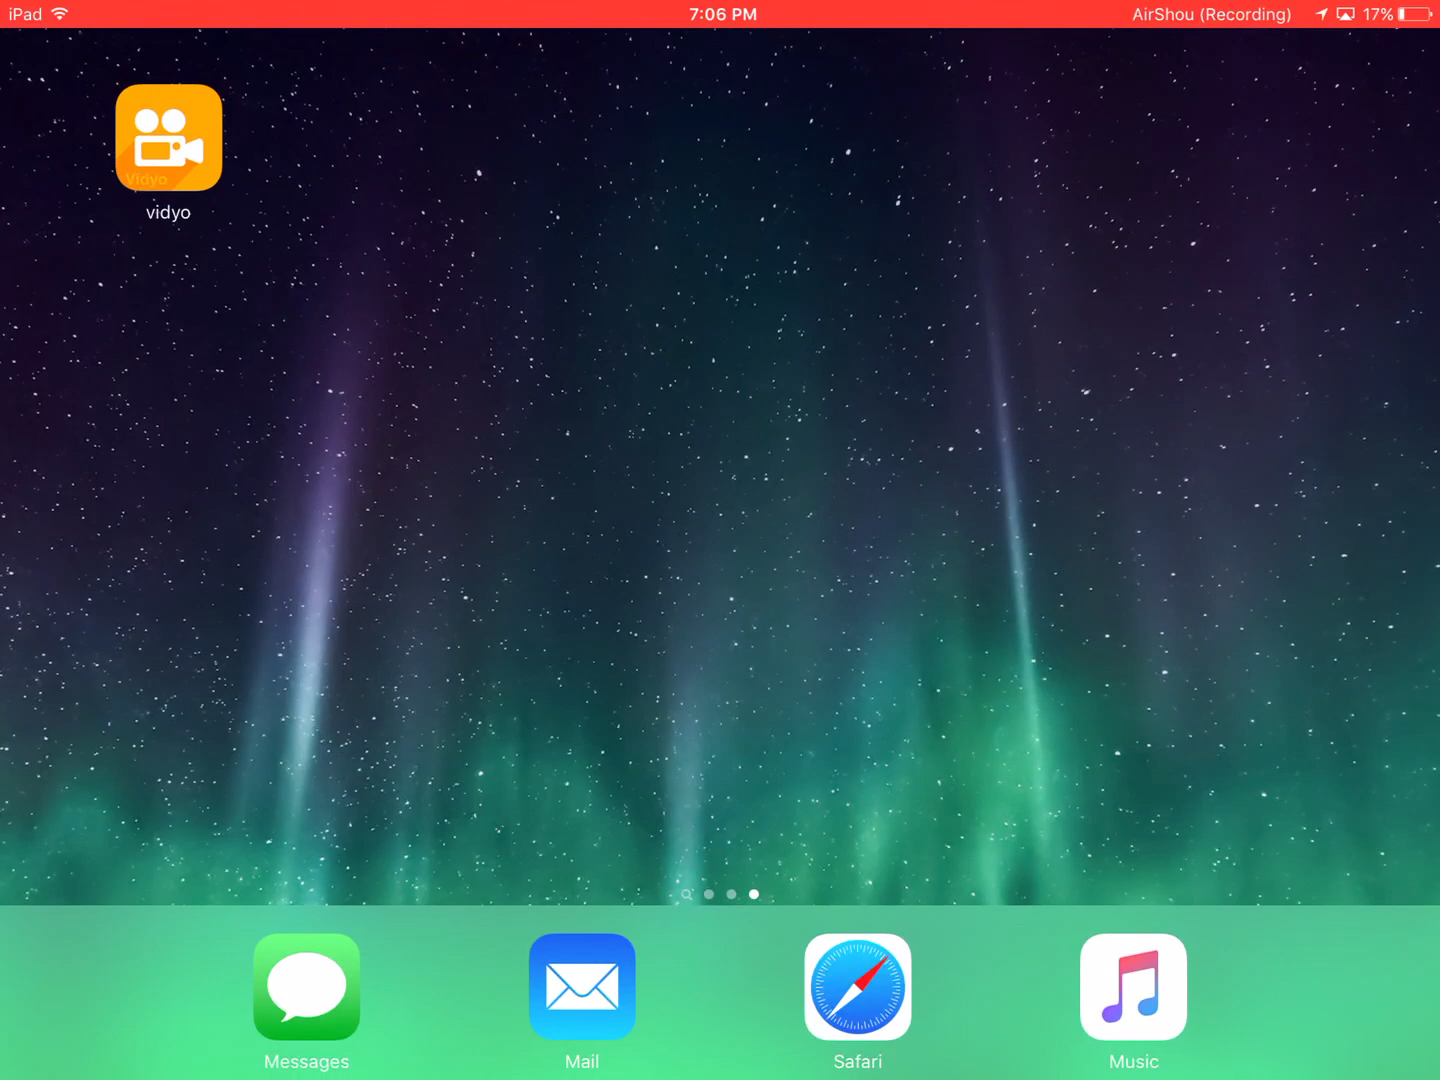 iPad
7:06 PM
AirShou (Recording)
17%
Vidyo
vidyo
Messages
Mail
Safari
Music